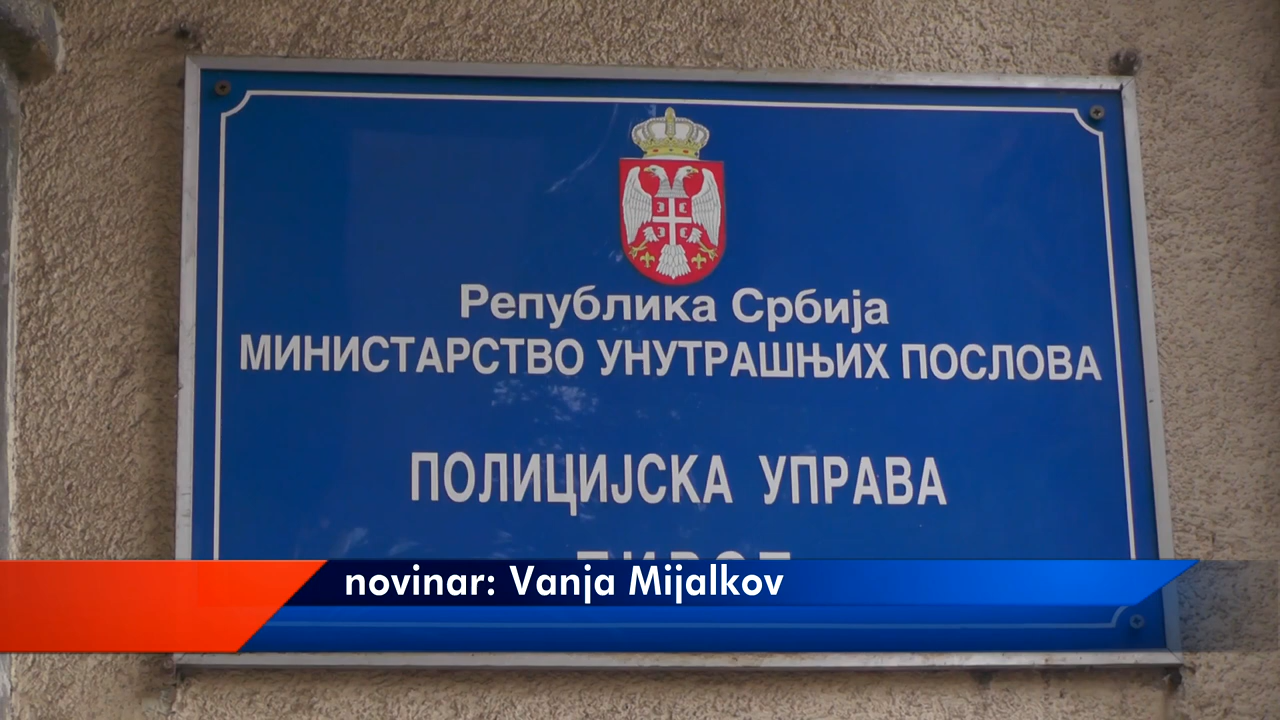 Република Србија
МИНИСТАРСТВО УНУТРАШЊИХ ПОСЛОВА
ПОЛИЦИЈСКА УПРАВА
novinar: Vanja Mijalkov